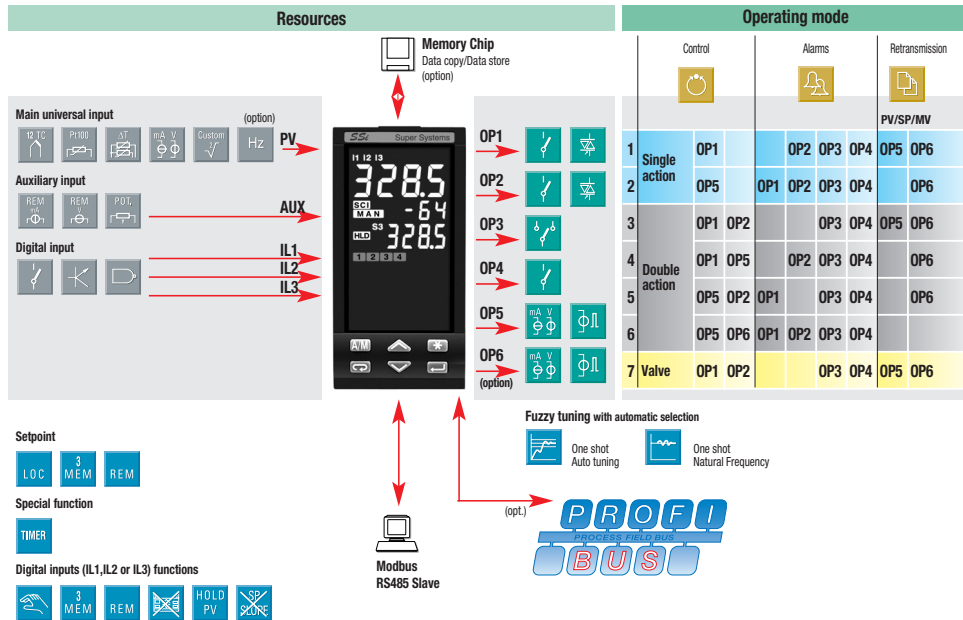 Resources
Operating mode
Memory Chip
Data copy/Data store
(option)
Control
Alarms
Retransmission
PV/SP/MV
Main universal input
(option)
12 TC
Pt100
ΔT
mA V
Custom
Hz
PV
Auxiliary input
REM
mA
REM
V
POT.
AUX
Digital input
IL1
IL2
IL3
SSi Super Systems
I1 I2 I3
328.5
SCI
MAN
-64
S3
HLD
328.5
1 2 3 4
A/M
OP1
OP2
OP3
OP4
OP5
mA V
OP6
(option)
mA V
1 Single action OP1 OP2 OP3 OP4 OP5 OP6
2 OP5 OP1 OP2 OP3 OP4 OP6
3 Double action OP1 OP2 OP3 OP4 OP5 OP6
4 OP1 OP5 OP2 OP3 OP4 OP6
5 OP5 OP2 OP1 OP3 OP4 OP6
6 OP5 OP6 OP1 OP2 OP3 OP4
7 Valve OP1 OP2 OP3 OP4 OP5 OP6
Fuzzy tuning with automatic selection
One shot
Auto tuning
One shot
Natural Frequency
Setpoint
LOC
3
MEM
REM
Special function
TIMER
Digital inputs (IL1,IL2 or IL3) functions
3
MEM
REM
HOLD
PV
SP
SLOPE
Modbus
RS485 Slave
(opt.)
PROFI
PROCESS FIELD BUS
BUS